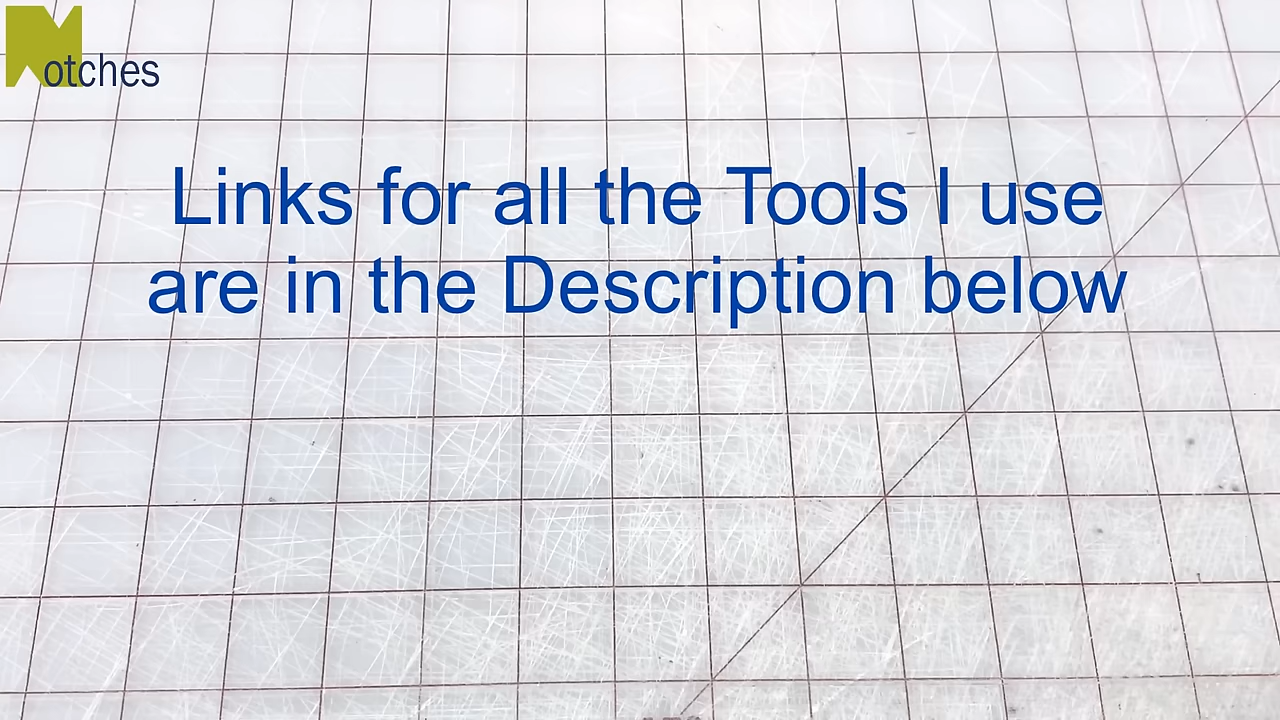 Notches
Links for all the Tools I use
are in the Description below